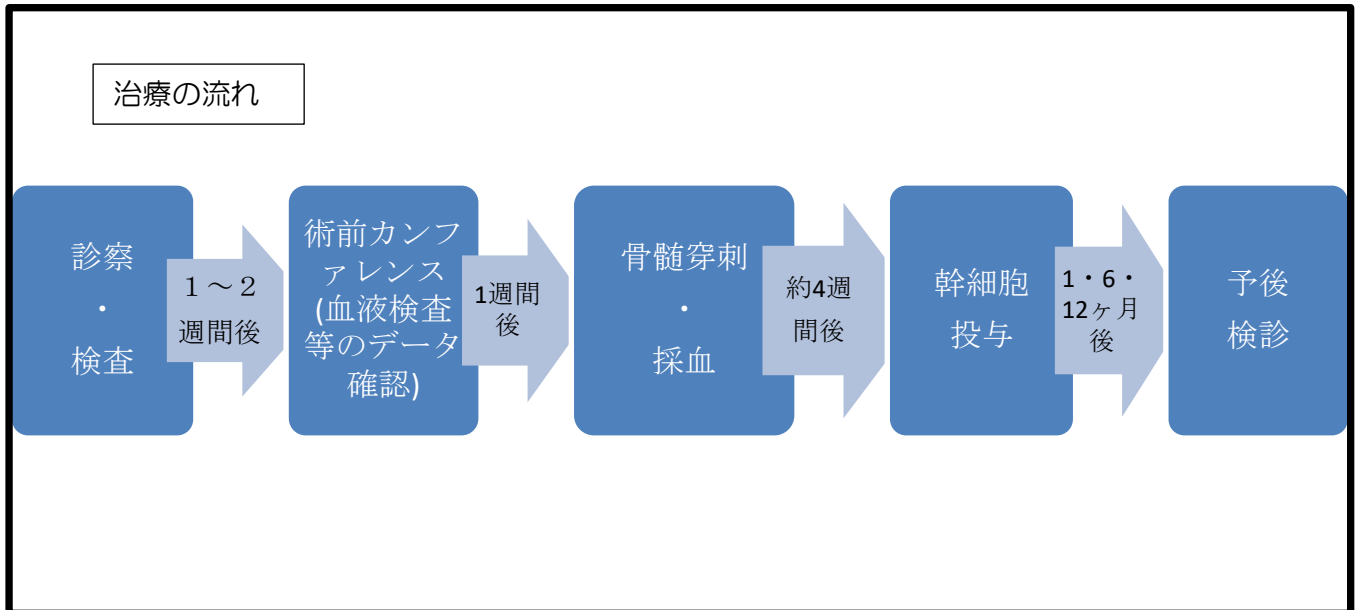 治療の流れ
診察
・
検査
１～２
週間後
術前カンフ
ァレンス
(血液検査
等のデータ
確認)
1週間
後
骨髄穿刺
・
採血
約4週
間後
幹細胞
投与
1・6・
12ヶ月
後
予後
検診